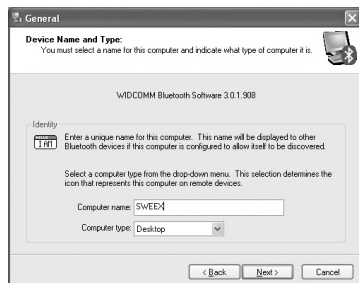 General
Device Name and Type:
You must select a name for this computer and indicate what type of computer it is.
WIDCOMM Bluetooth Software 3.0.1.908
Identity
I AM
Enter a unique name for this computer. This name will be displayed to other
Bluetooth devices if this computer is configured to allow itself to be discovered.
Select a computer type from the drop-down menu. This selection determines the
icon that represents this computer on remote devices.
Computer name: SWEEX
Computer type: Desktop
< Back Next > Cancel